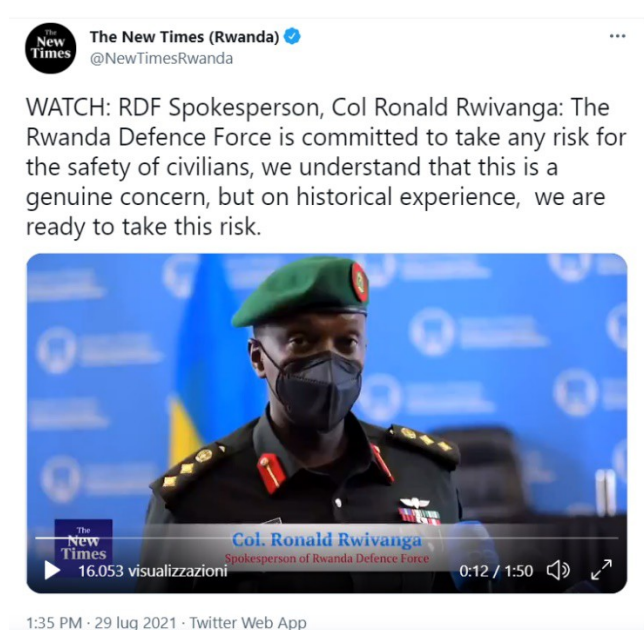 The
New
Times
The New Times (Rwanda)
@NewTimesRwanda
WATCH: RDF Spokesperson, Col Ronald Rwivanga: The
Rwanda Defence Force is committed to take any risk for
the safety of civilians, we understand that this is a
genuine concern, but on historical experience, we are
ready to take this risk.
The
New
Times
Col. Ronald Rwivanga
Spokesperson of Rwanda Defence Force
16.053 visualizzazioni
0:12 / 1:50
1:35 PM · 29 lug 2021 · Twitter Web App